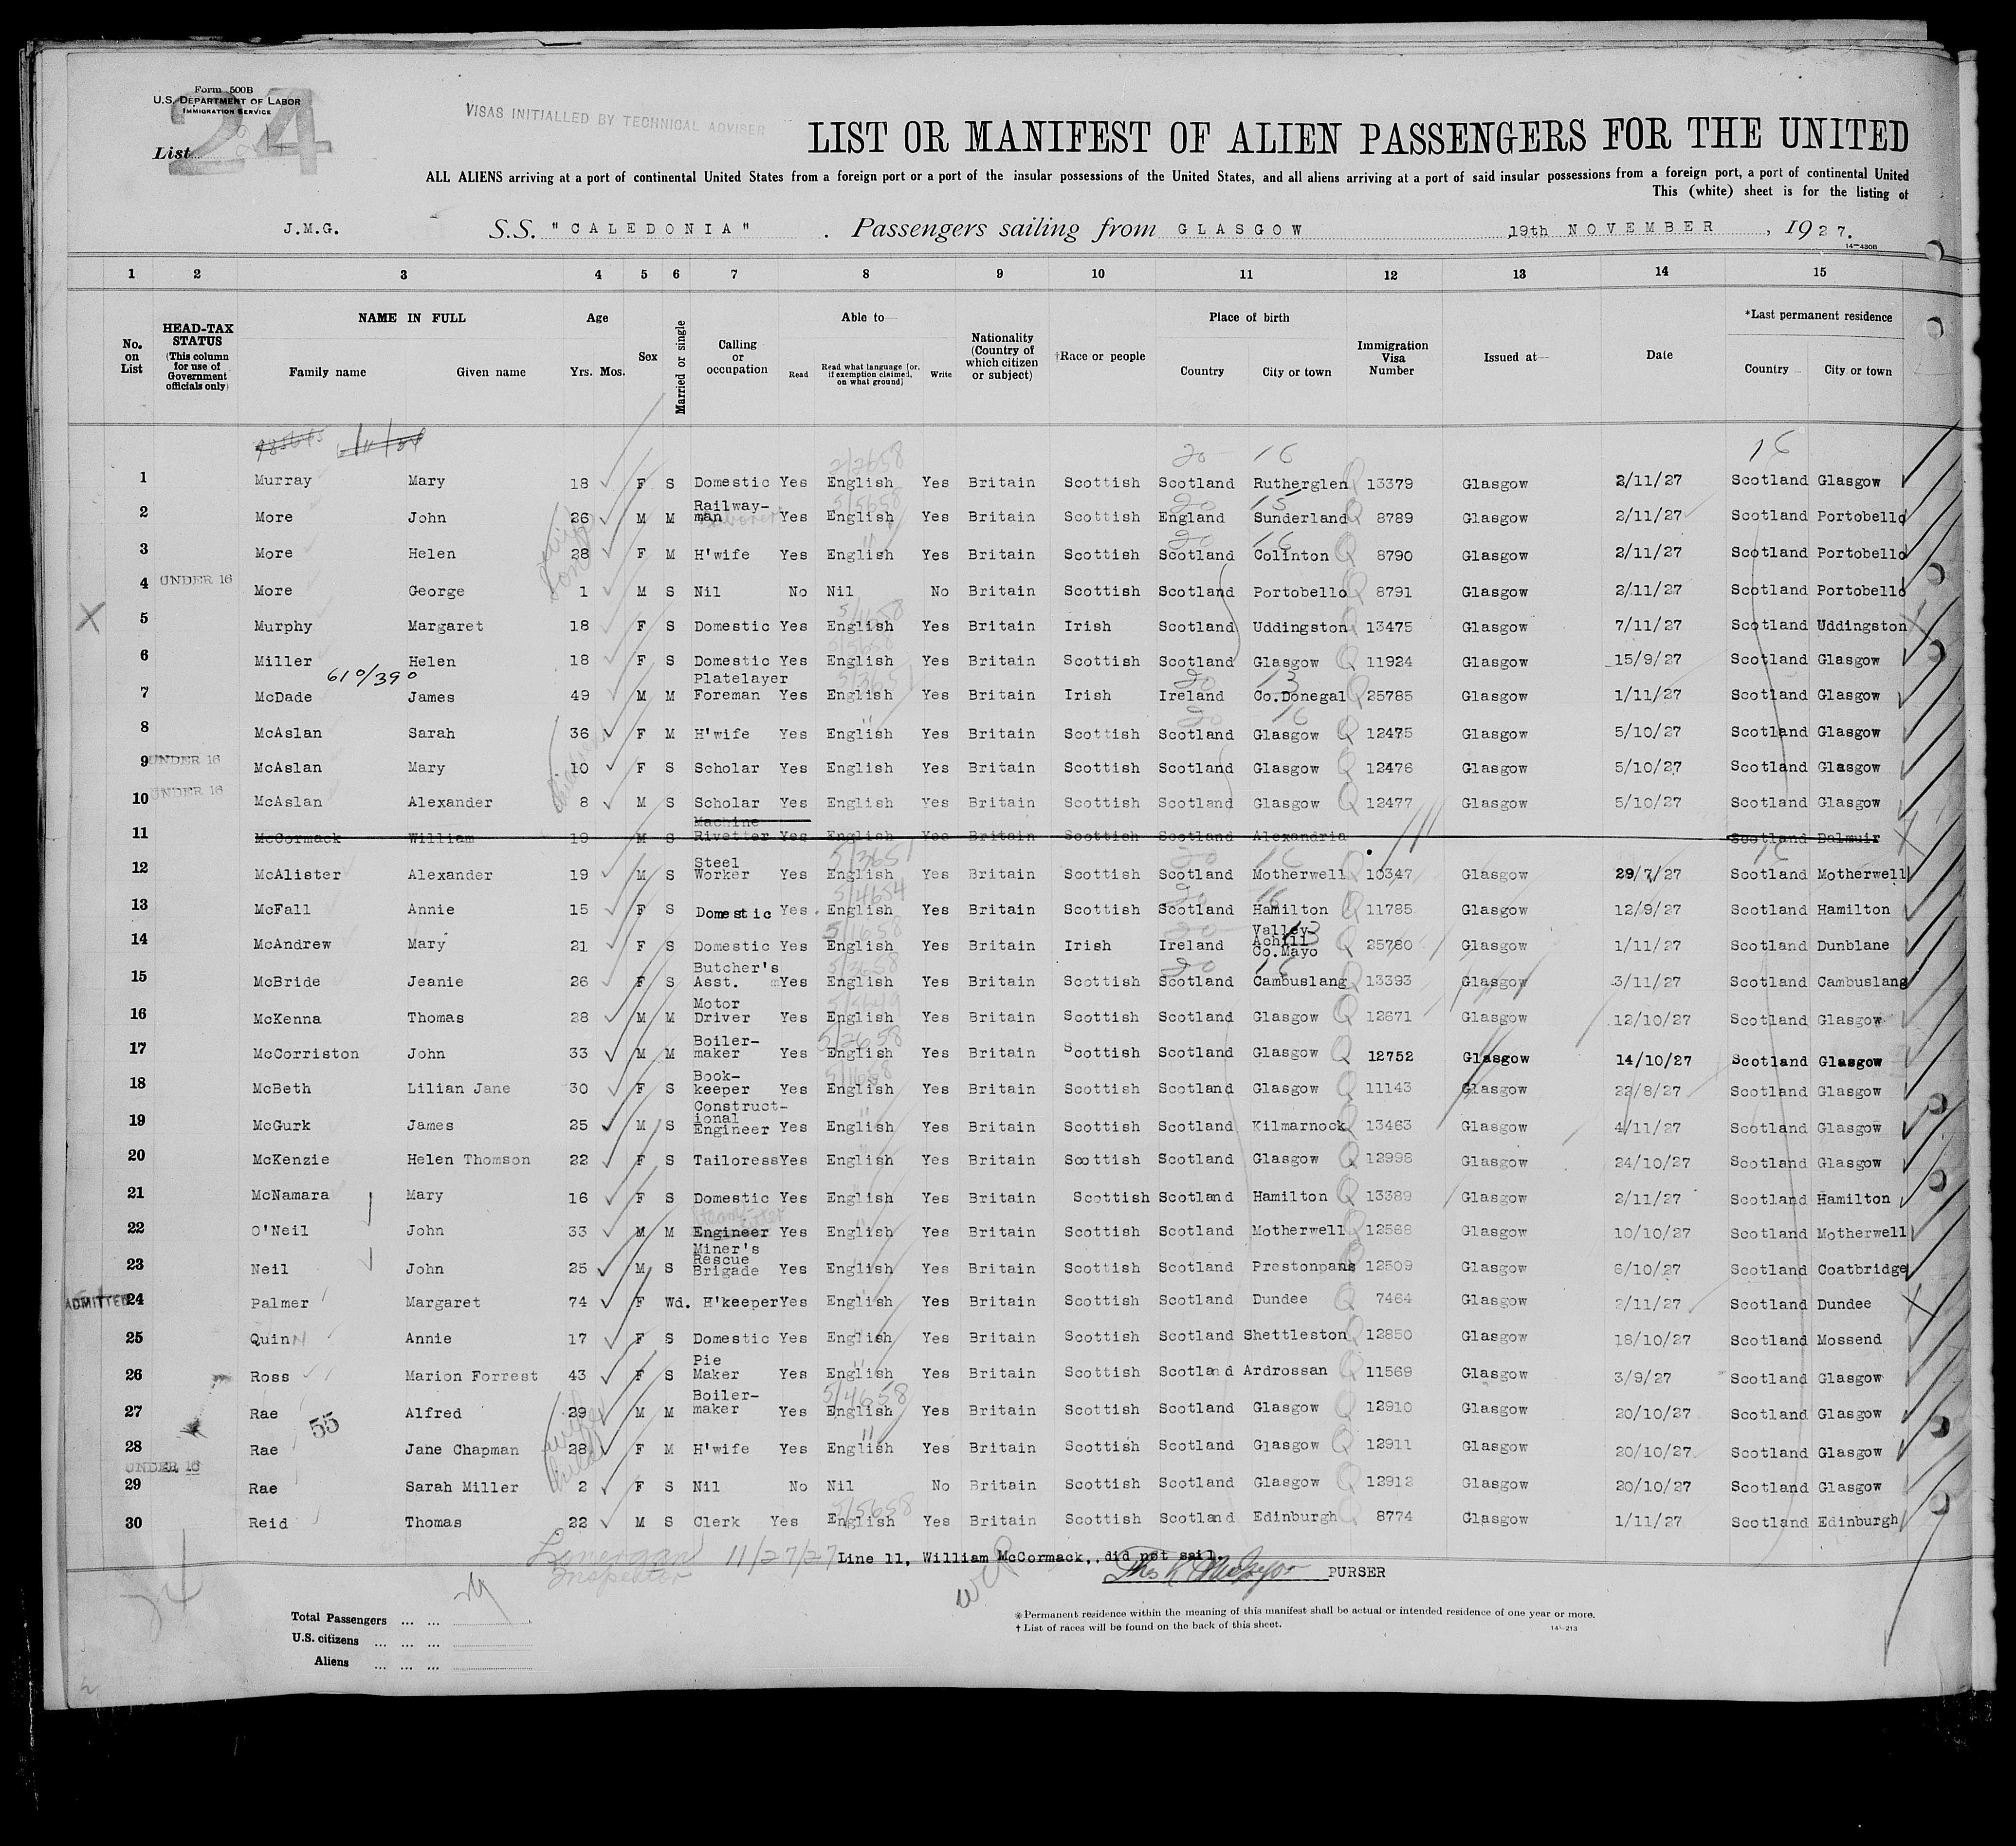 Form 500B
U.S. DEPARTMENT OF LABOR
IMMIGRATION SERVICE
24
List
VISAS INITIALLED BY TECHNICAL ADVISER
LIST OR MANIFEST OF ALIEN PASSENGERS FOR THE UNITED
ALL ALIENS arriving at a port of continental United States from a foreign port or a port of the insular possessions of the United States, and all aliens arriving at a port of said insular possessions from a foreign port, a port of continental United
This (white) sheet is for the listing of
J.M.G. S.S. "CALEDONIA" . Passengers sailing from GLASGOW , 19th NOVEMBER , 1927.
14-430B
1 2 3 4 5 6 7 8 9 10 11 12 13 14 15
No. on List
HEAD-TAX STATUS (This column for use of Government officials only)
NAME IN FULL
Family name Given name
Age
Yrs. Mos.
Sex
Married or single
Calling or occupation
Able to—
Read Read what language [or, if exemption claimed, on what ground] Write
Nationality (Country of which citizen or subject)
†Race or people
Place of birth
Country City or town
Immigration Visa Number
Issued at—
Date
*Last permanent residence
Country City or town
20 16 16
1 Murray Mary 18 F S Domestic Yes English Yes Britain Scottish Scotland Rutherglen 13379 Glasgow 2/11/27 Scotland Glasgow
2 More John 26 M M Railway-man Yes English Yes Britain Scottish England Sunderland 8789 Glasgow 2/11/27 Scotland Portobello
3 More Helen 28 F M H'wife Yes English Yes Britain Scottish Scotland Colinton 8790 Glasgow 2/11/27 Scotland Portobello
4 UNDER 16 More George 1 M S Nil No Nil No Britain Scottish Scotland Portobello 8791 Glasgow 2/11/27 Scotland Portobello
5 Murphy Margaret 18 F S Domestic Yes English Yes Britain Irish Scotland Uddingston 13475 Glasgow 7/11/27 Scotland Uddingston
6 Miller Helen 18 F S Domestic Yes English Yes Britain Scottish Scotland Glasgow 11924 Glasgow 15/9/27 Scotland Glasgow
610/390
7 McDade James 49 M M Platelayer Foreman Yes English Yes Britain Irish Ireland Co.Donegal 25785 Glasgow 1/11/27 Scotland Glasgow
8 McAslan Sarah 36 F M H'wife Yes English Yes Britain Scottish Scotland Glasgow 12475 Glasgow 5/10/27 Scotland Glasgow
9 UNDER 16 McAslan Mary 10 F S Scholar Yes English Yes Britain Scottish Scotland Glasgow 12476 Glasgow 5/10/27 Scotland Glasgow
10 UNDER 16 McAslan Alexander 8 M S Scholar Yes English Yes Britain Scottish Scotland Glasgow 12477 Glasgow 5/10/27 Scotland Glasgow
11 McCormack William 19 M S Machine Rivetter Yes English Yes Britain Scottish Scotland Alexandria Scotland Dalmuir
12 McAlister Alexander 19 M S Steel Worker Yes English Yes Britain Scottish Scotland Motherwell 10347 Glasgow 29/7/27 Scotland Motherwell
13 McFall Annie 15 F S Domestic Yes English Yes Britain Scottish Scotland Hamilton 11785 Glasgow 12/9/27 Scotland Hamilton
14 McAndrew Mary 21 F S Domestic Yes English Yes Britain Irish Ireland Valley Achill Co.Mayo 25780 Glasgow 1/11/27 Scotland Dunblane
15 McBride Jeanie 26 F S Butcher's Asst. Yes English Yes Britain Scottish Scotland Cambuslang 13393 Glasgow 3/11/27 Scotland Cambuslang
16 McKenna Thomas 28 M M Motor Driver Yes English Yes Britain Scottish Scotland Glasgow 12671 Glasgow 12/10/27 Scotland Glasgow
17 McCorriston John 33 M M Boiler-maker Yes English Yes Britain Scottish Scotland Glasgow 12752 Glasgow 14/10/27 Scotland Glasgow
18 McBeth Lilian Jane 30 F S Book-keeper Yes English Yes Britain Scottish Scotland Glasgow 11143 Glasgow 22/8/27 Scotland Glasgow
19 McGurk James 25 M S Construct-ional Engineer Yes English Yes Britain Scottish Scotland Kilmarnock 13463 Glasgow 4/11/27 Scotland Glasgow
20 McKenzie Helen Thomson 22 F S Tailoress Yes English Yes Britain Scottish Scotland Glasgow 12998 Glasgow 24/10/27 Scotland Glasgow
21 McNamara Mary 16 F S Domestic Yes English Yes Britain Scottish Scotland Hamilton 13389 Glasgow 2/11/27 Scotland Hamilton
22 O'Neil John 33 M M Engineer Yes English Yes Britain Scottish Scotland Motherwell 12568 Glasgow 10/10/27 Scotland Motherwell
23 Neil John 25 M S Miner's Rescue Brigade Yes English Yes Britain Scottish Scotland Prestonpans 12509 Glasgow 6/10/27 Scotland Coatbridge
ADMITTED 24 Palmer Margaret 74 F Wd. H'keeper Yes English Yes Britain Scottish Scotland Dundee 7464 Glasgow 2/11/27 Scotland Dundee
25 Quinn Annie 17 F S Domestic Yes English Yes Britain Scottish Scotland Shettleston 12850 Glasgow 18/10/27 Scotland Mossend
26 Ross Marion Forrest 43 F S Pie Maker Yes English Yes Britain Scottish Scotland Ardrossan 11569 Glasgow 3/9/27 Scotland Glasgow
27 Rae 55 Alfred 29 M M Boiler-maker Yes English Yes Britain Scottish Scotland Glasgow 12910 Glasgow 20/10/27 Scotland Glasgow
28 Rae Jane Chapman 28 F M H'wife Yes English Yes Britain Scottish Scotland Glasgow 12911 Glasgow 20/10/27 Scotland Glasgow
UNDER 16
29 Rae Sarah Miller 2 F S Nil No Nil No Britain Scottish Scotland Glasgow 12912 Glasgow 20/10/27 Scotland Glasgow
30 Reid Thomas 22 M S Clerk Yes English Yes Britain Scottish Scotland Edinburgh 8774 Glasgow 1/11/27 Scotland Edinburgh
Lonergan 11/27/27 Line 11, William McCormack,. did not sail.
Inspector
PURSER
Total Passengers ... ...
U.S. citizens ... ... ...
Aliens ... ... ...
* Permanent residence within the meaning of this manifest shall be actual or intended residence of one year or more.
† List of races will be found on the back of this sheet.
14-213